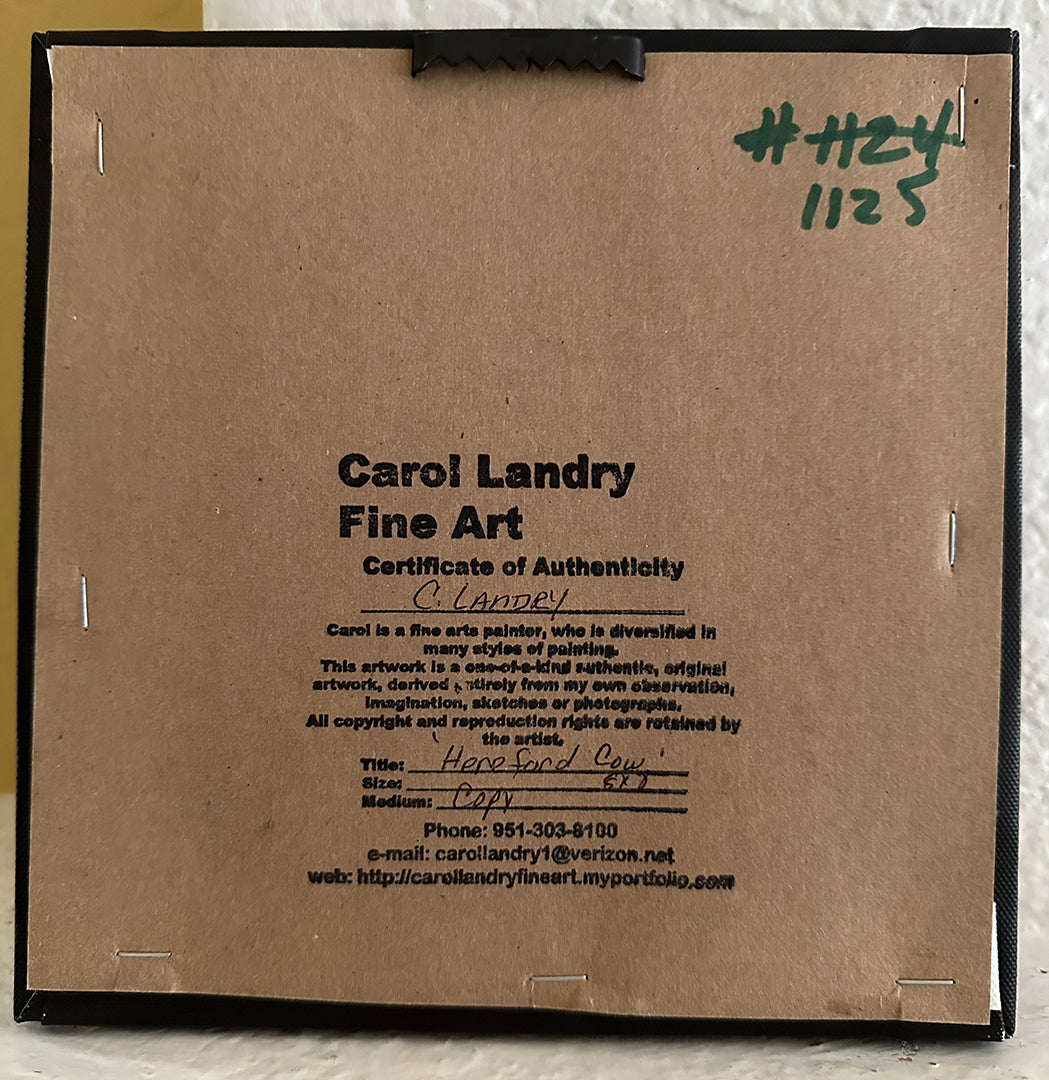 # 1124
1125
Carol Landry
Fine Art
Certificate of Authenticity
C. LANDRY
Carol is a fine arts painter, who is diversified in
many styles of painting.
This artwork is a one-of-a-kind authentic, original
artwork, derived entirely from my own observation,
imagination, sketches or photographs.
All copyright and reproduction rights are retained by
the artist.
Title: 'Hereford Cow'
Size:
Medium: Copy
Phone: 951-303-8100
e-mail: carollandry1@verizon.net
web: http://carollandryfineart.myportfolio.com